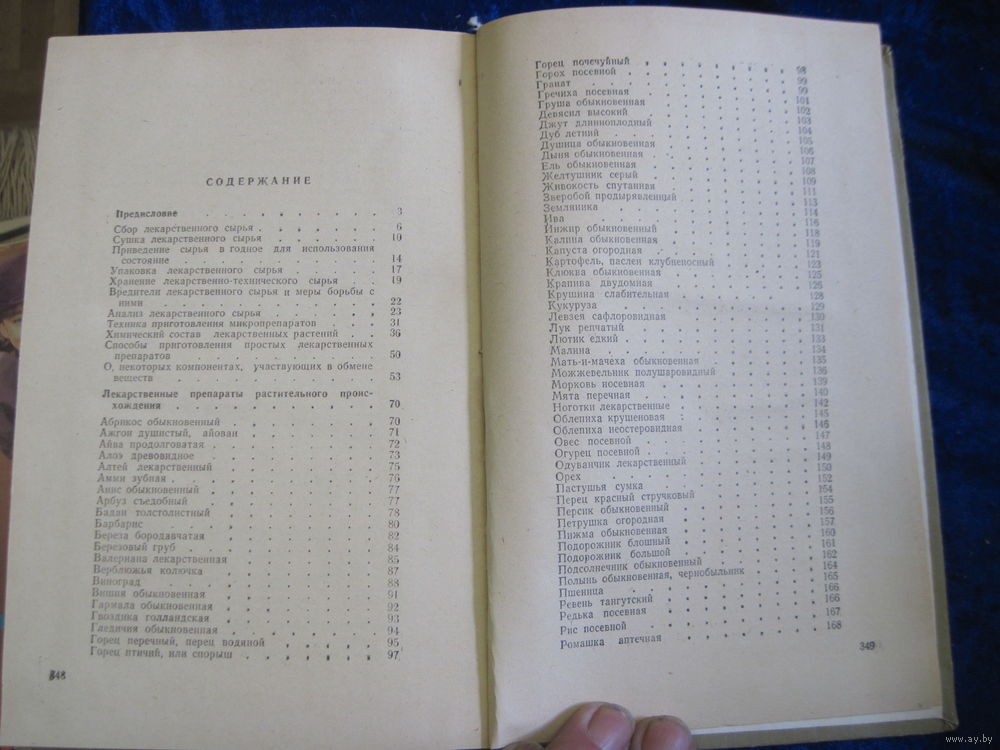 СОДЕРЖАНИЕ
Предисловие . . . . . . . . 3
Сбор лекарственного сырья . . . . . . 6
Сушка лекарственного сырья . . . . . . 10
Приведение сырья в годное для использования
состояние . . . . . . . . . 14
Упаковка лекарственного сырья . . . . . 17
Хранение лекарственно-технического сырья . . 19
Вредители лекарственного сырья и меры борьбы с
ними . . . . . . . . . . 22
Анализ лекарственного сырья . . . . . 23
Техника приготовления микропрепаратов . . . 31
Химический состав лекарственных растений . . 36
Способы приготовления простых лекарственных
препаратов . . . . . . . . 50
О некоторых компонентах, участвующих в обмене
веществ . . . . . . . . . 53
Лекарственные препараты растительного проис-
хождения . . . . . . . . . 70
Абрикос обыкновенный . . . . . . . 70
Ажгон душистый, айован . . . . . . 71
Айва продолговатая . . . . . . . . 72
Алоэ древовидное . . . . . . . . 73
Алтей лекарственный . . . . . . . 75
Амми зубная . . . . . . . . . 76
Анис обыкновенный . . . . . . . . 77
Арбуз съедобный . . . . . . . . 77
Бадан толстолистный . . . . . . . 78
Барбарис . . . . . . . . . 80
Береза бородавчатая . . . . . . . 82
Березовый гриб . . . . . . . . 84
Валериана лекарственная . . . . . . 85
Верблюжья колючка . . . . . . . 87
Виноград . . . . . . . . . 88
Вишня обыкновенная . . . . . . . 91
Гармала обыкновенная . . . . . . . 92
Гвоздика голландская . . . . . . . 93
Гледичия обыкновенная . . . . . . . 94
Горец перечный, перец водяной . . . . . 95
Горец птичий, или спорыш . . . . . . 97
348
Горец почечуйный . . . . . . . 98
Горох посевной . . . . . . . . 99
Гранат . . . . . . . . . 99
Гречиха посевная . . . . . . . 101
Груша обыкновенная . . . . . . . 102
Девясил высокий . . . . . . . 103
Джут длинноплодный . . . . . . . 104
Дуб летний . . . . . . . . 105
Душица обыкновенная . . . . . . 106
Дыня обыкновенная . . . . . . . 107
Ель обыкновенная . . . . . . . 108
Желтушник серый . . . . . . . 109
Живокость спутанная . . . . . . 111
Зверобой продырявленный . . . . . . 113
Земляника . . . . . . . . 114
Ива . . . . . . . . . . 116
Инжир обыкновенный . . . . . . 118
Калина обыкновенная . . . . . . 119
Капуста огородная . . . . . . . 121
Картофель, паслен клубненосный . . . . 123
Клюква обыкновенная . . . . . . 125
Крапива двудомная . . . . . . . 126
Крушина слабительная . . . . . . 128
Кукуруза . . . . . . . . 129
Левзея сафлоровидная . . . . . . 130
Лук репчатый . . . . . . . . 131
Лютик едкий . . . . . . . . 133
Малина . . . . . . . . . 134
Мать-и-мачеха обыкновенная . . . . . 135
Можжевельник полушаровидный . . . . 136
Морковь посевная . . . . . . . 139
Мята перечная . . . . . . . . 140
Ноготки лекарственные . . . . . . 142
Облепиха крушеновая . . . . . . 145
Облепиха неостеровидная . . . . . . 146
Овес посевной . . . . . . . . 147
Огурец посевной . . . . . . . 148
Одуванчик лекарственный . . . . . . 149
Орех . . . . . . . . . 150
Пастушья сумка . . . . . . . 152
Перец красный стручковый . . . . . 154
Персик обыкновенный . . . . . . 155
Петрушка огородная . . . . . . . 156
Пижма обыкновенная . . . . . . 157
Подорожник блошный . . . . . . 160
Подорожник большой . . . . . . 161
Подсолнечник обыкновенный . . . . . 162
Полынь обыкновенная, чернобыльник . . . 164
Пшеница . . . . . . . . 165
Ревень тангутский . . . . . . . 166
Редька посевная . . . . . . . 166
Рис посевной . . . . . . . . 167
Ромашка аптечная . . . . . . . 168
349
www.ay.by